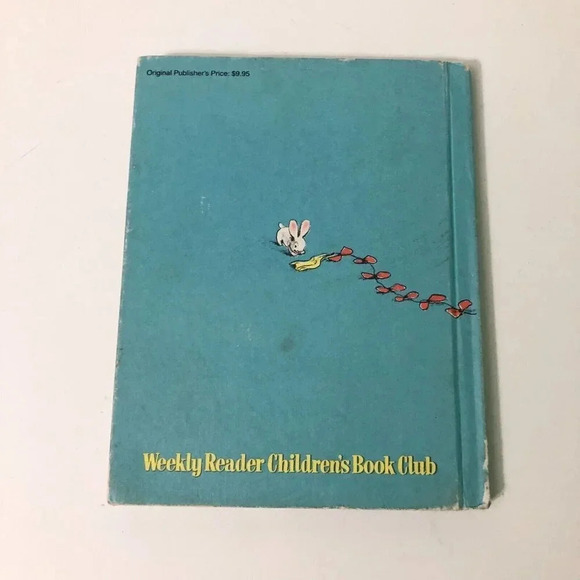 Original Publisher's Price: $9.95
Weekly Reader Children's Book Club